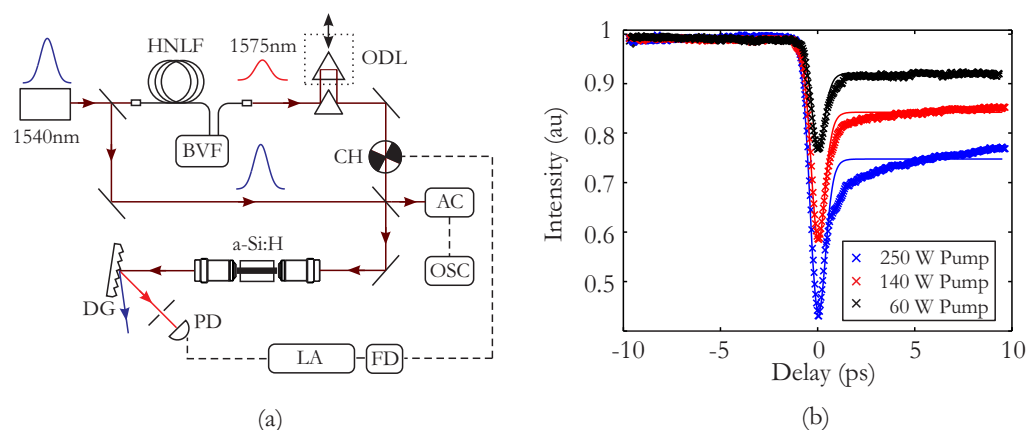 HNLF
1575nm
ODL
1540nm
BVF
CH
AC
a-Si:H
OSC
DG
PD
LA
FD
(a)
0.9
0.8
0.7
0.6
0.5
Intensity (au)
250 W Pump
140 W Pump
60 W Pump
-10
-5
0
5
10
Delay (ps)
(b)